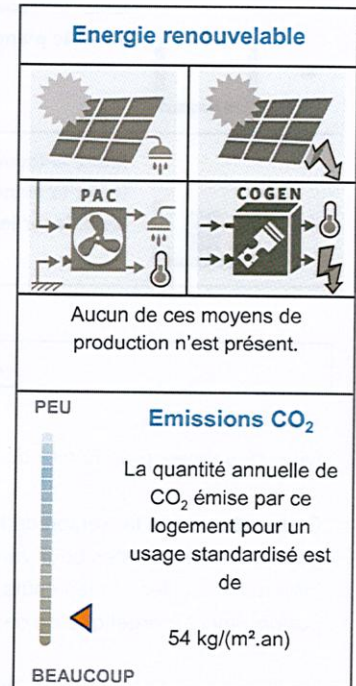 Energie renouvelable
PAC
COGEN
Aucun de ces moyens de
production n'est présent.
PEU
Emissions CO₂
La quantité annuelle de
CO₂ émise par ce
logement pour un
usage standardisé est
de
54 kg/(m².an)
BEAUCOUP